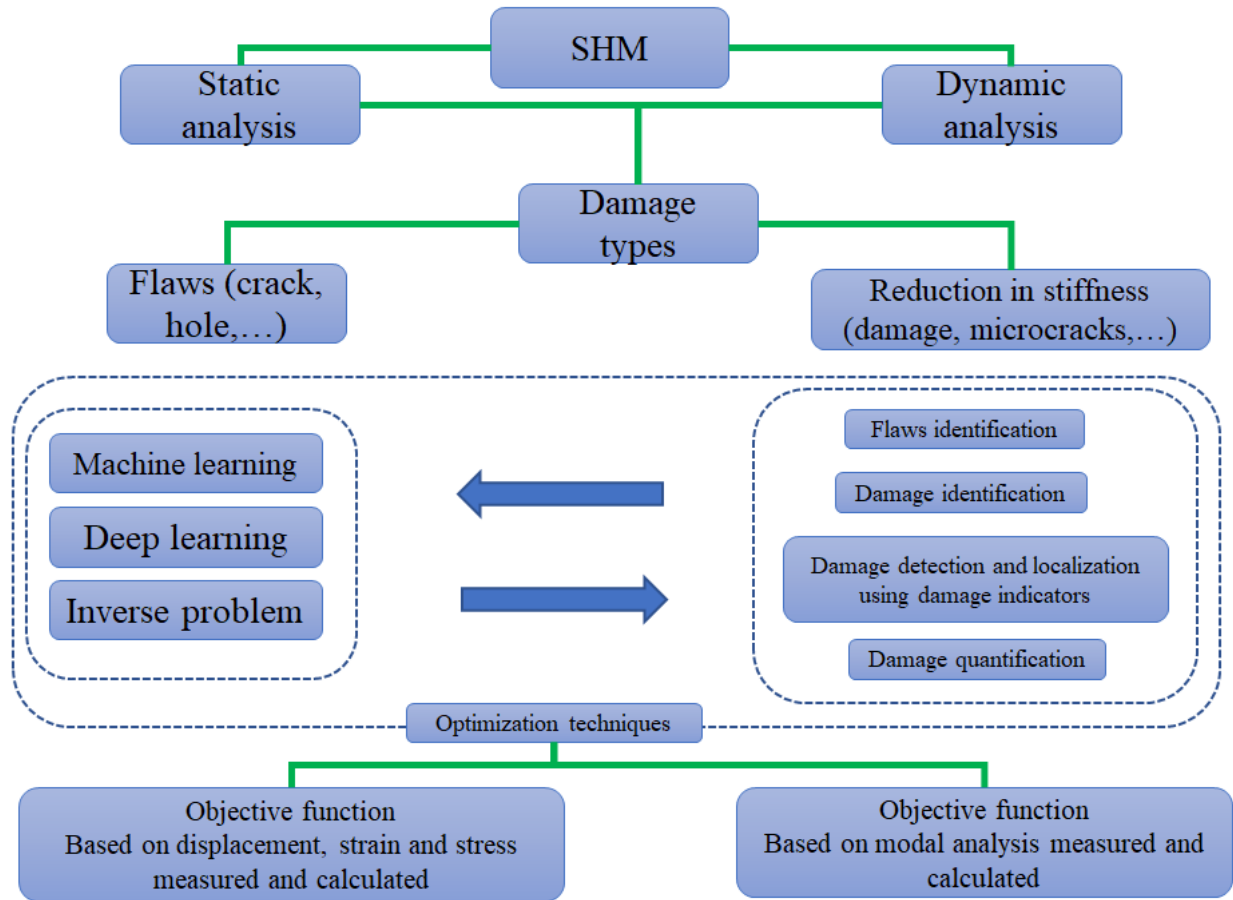 SHM
Static
analysis
Dynamic
analysis
Damage
types
Flaws (crack,
hole,...)
Reduction in stiffness
(damage, microcracks,...)
Machine learning
Deep learning
Inverse problem
Flaws identification
Damage identification
Damage detection and localization
using damage indicators
Damage quantification
Optimization techniques
Objective function
Based on displacement, strain and stress
measured and calculated
Objective function
Based on modal analysis measured and
calculated